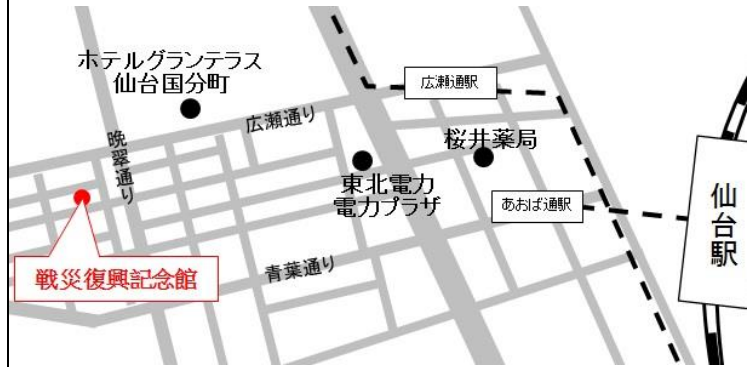 ホテルグランテラス
仙台国分町
広瀬通駅
広瀬通り
晩翠通り
桜井薬局
東北電力
電力プラザ
あおば通駅
仙台駅
戦災復興記念館
青葉通り